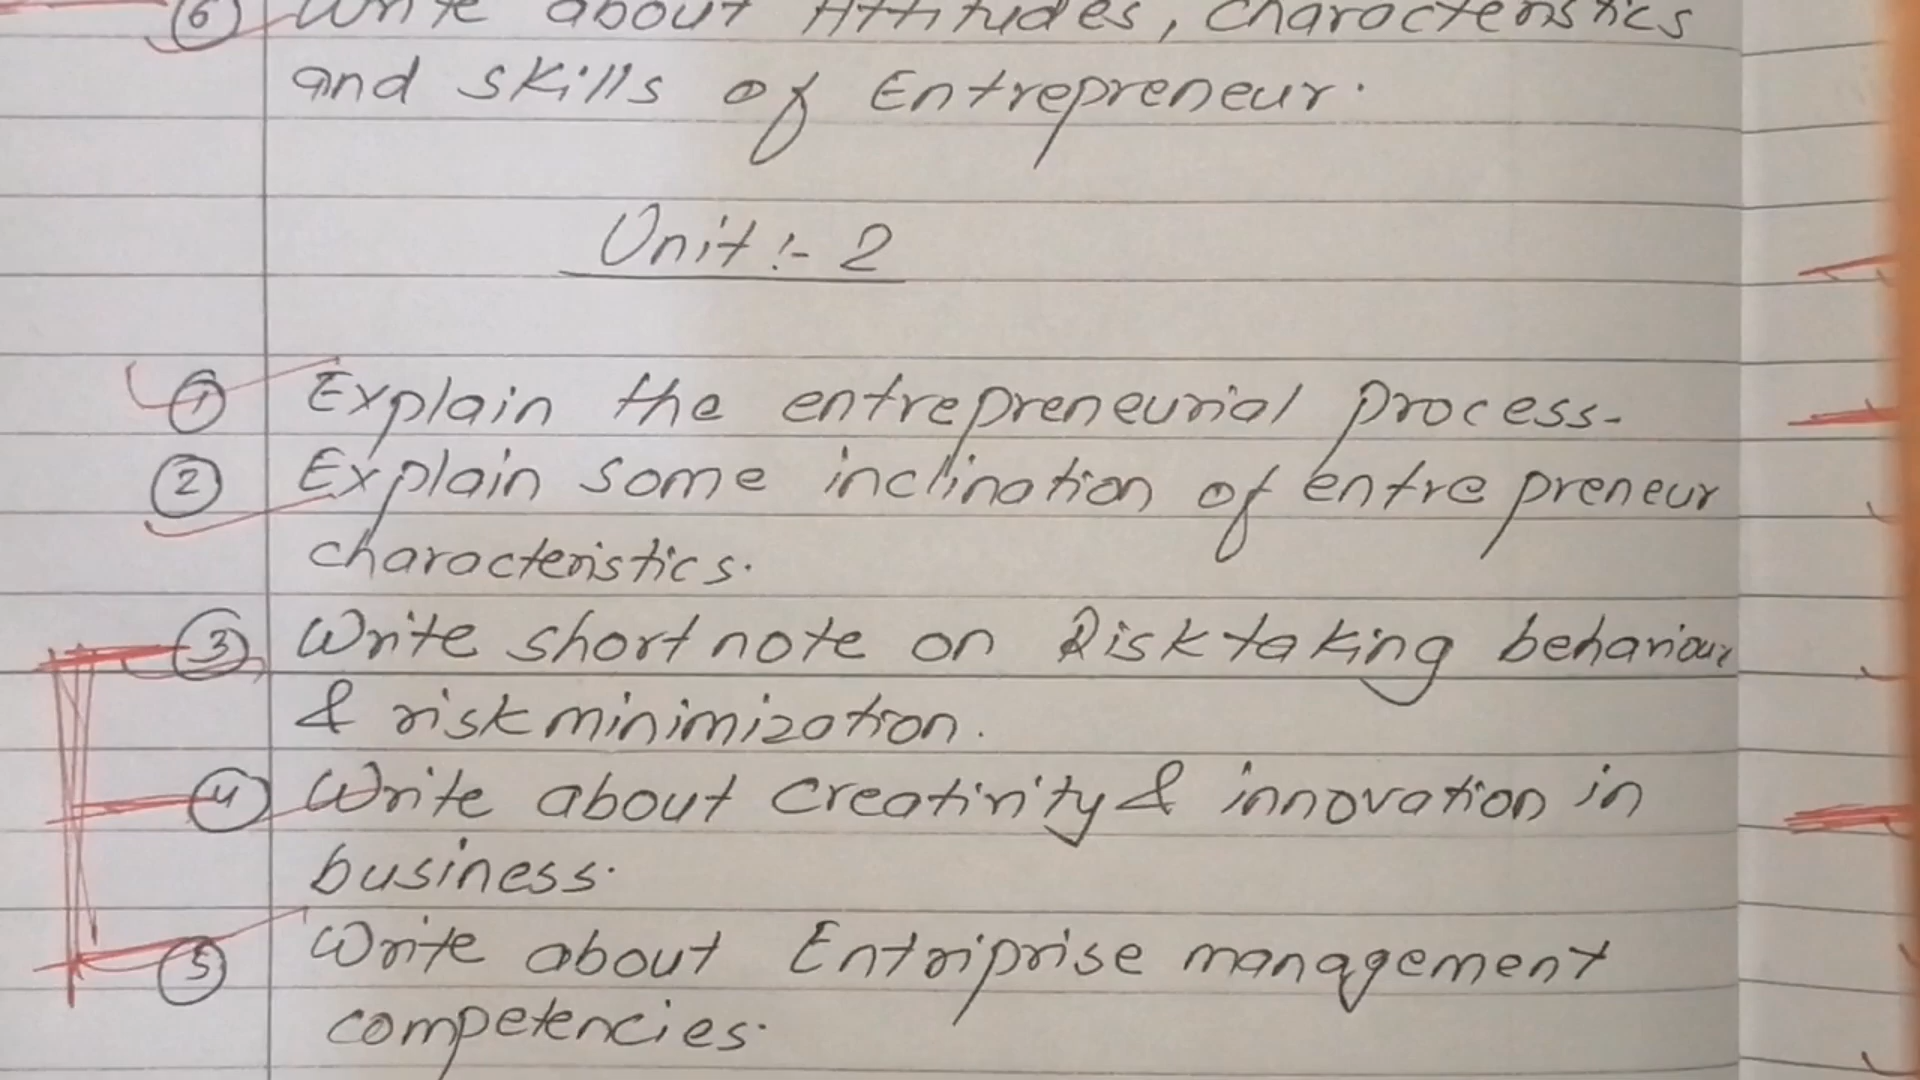 6 Write about Attitudes, characteristics
and skills of Entrepreneur.
Unit :- 2
1 Explain the entrepreneurial process.
2 Explain some inclination of entrepreneur
characteristics.
3 Write short note on Risk taking behaviour
& risk minimization.
4 Write about creativity & innovation in
business.
5 Write about Entriprise management
competencies.